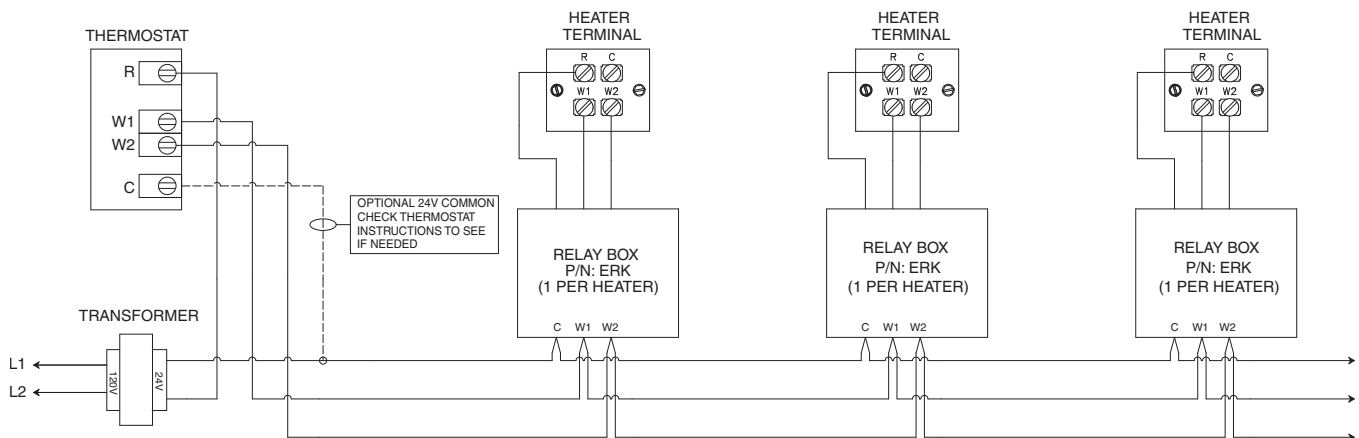 THERMOSTAT
R
W1
W2
C
OPTIONAL 24V COMMON
CHECK THERMOSTAT
INSTRUCTIONS TO SEE
IF NEEDED
TRANSFORMER
L1
L2
120V
24V
HEATER
TERMINAL
R C
W1 W2
RELAY BOX
P/N: ERK
(1 PER HEATER)
C W1 W2
HEATER
TERMINAL
R C
W1 W2
RELAY BOX
P/N: ERK
(1 PER HEATER)
C W1 W2
HEATER
TERMINAL
R C
W1 W2
RELAY BOX
P/N: ERK
(1 PER HEATER)
C W1 W2